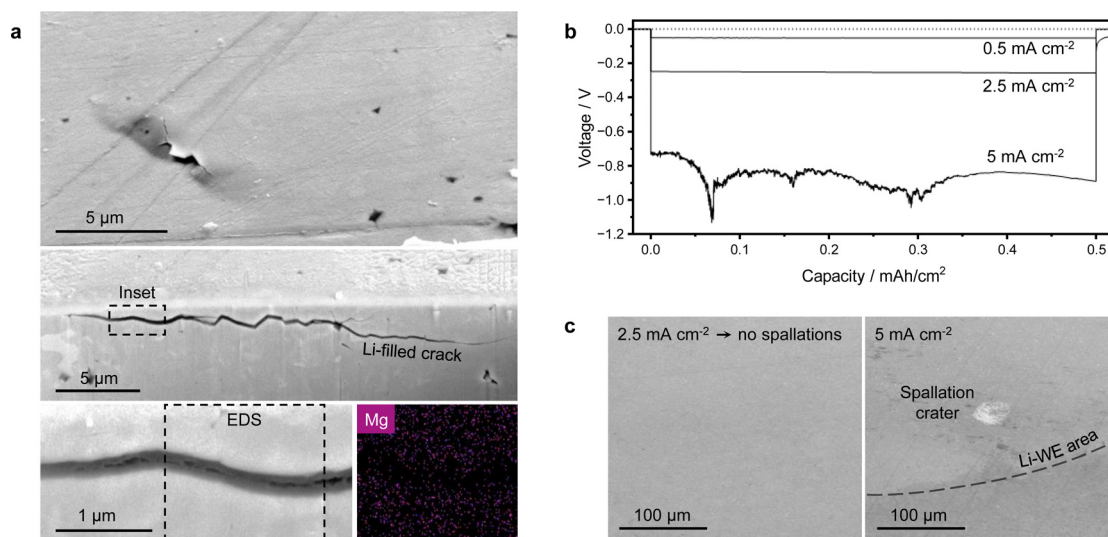 a
5 µm
Inset
Li-filled crack
5 µm
EDS
1 µm
Mg
b
0.0
−0.2
−0.4
−0.6
−0.8
−1.0
−1.2
Voltage / V
0.5 mA cm⁻²
2.5 mA cm⁻²
5 mA cm⁻²
0.0
0.1
0.2
0.3
0.4
0.5
Capacity / mAh/cm²
c
2.5 mA cm⁻² → no spallations
100 µm
5 mA cm⁻²
Spallation
crater
Li-WE area
100 µm